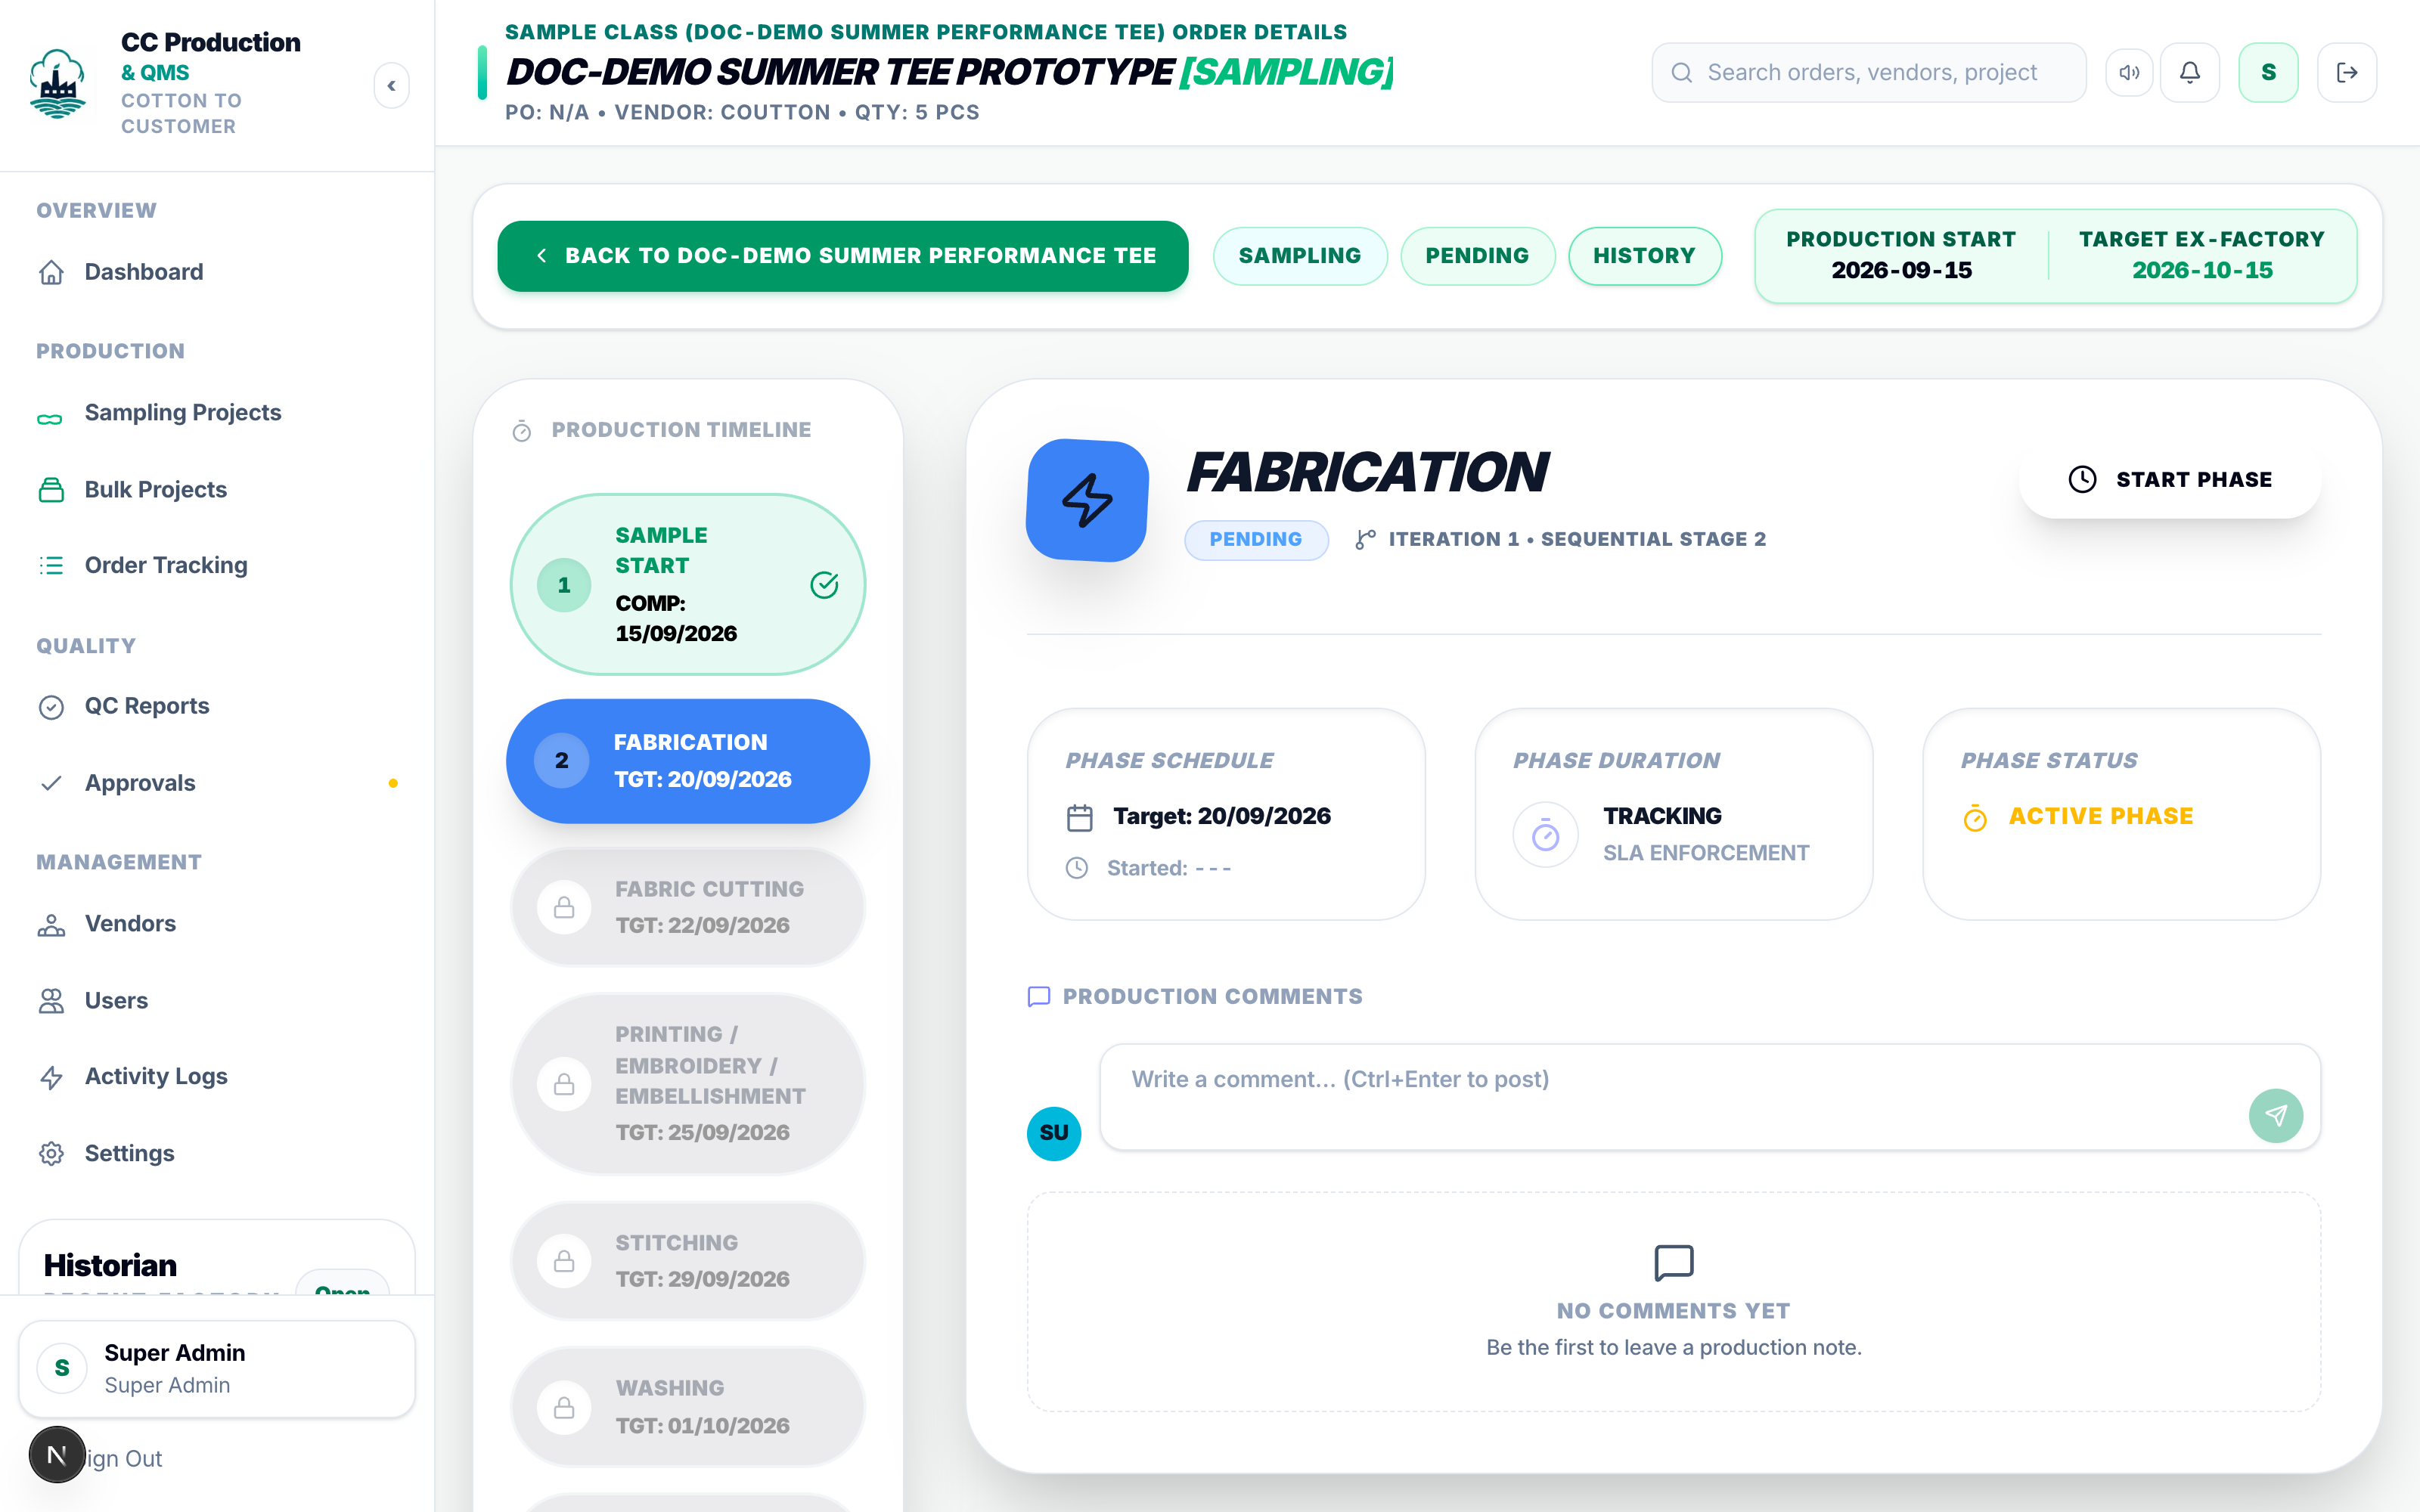 CC Production
& QMS
COTTON TO
CUSTOMER
‹
OVERVIEW
Dashboard
PRODUCTION
Sampling Projects
Bulk Projects
Order Tracking
QUALITY
QC Reports
Approvals
MANAGEMENT
Vendors
Users
Activity Logs
Settings
Historian
Open
S
Super Admin
Super Admin
N
ign Out
SAMPLE CLASS (DOC-DEMO SUMMER PERFORMANCE TEE) ORDER DETAILS
DOC-DEMO SUMMER TEE PROTOTYPE [SAMPLING]
PO: N/A • VENDOR: COUTTON • QTY: 5 PCS
Search orders, vendors, project
S
BACK TO DOC-DEMO SUMMER PERFORMANCE TEE
SAMPLING
PENDING
HISTORY
PRODUCTION START
2026-09-15
TARGET EX-FACTORY
2026-10-15
PRODUCTION TIMELINE
1
SAMPLE
START
COMP:
15/09/2026
2
FABRICATION
TGT: 20/09/2026
FABRIC CUTTING
TGT: 22/09/2026
PRINTING /
EMBROIDERY /
EMBELLISHMENT
TGT: 25/09/2026
STITCHING
TGT: 29/09/2026
WASHING
TGT: 01/10/2026
FABRICATION
PENDING
ITERATION 1 • SEQUENTIAL STAGE 2
START PHASE
PHASE SCHEDULE
Target: 20/09/2026
Started: ---
PHASE DURATION
TRACKING
SLA ENFORCEMENT
PHASE STATUS
ACTIVE PHASE
PRODUCTION COMMENTS
SU
Write a comment... (Ctrl+Enter to post)
NO COMMENTS YET
Be the first to leave a production note.